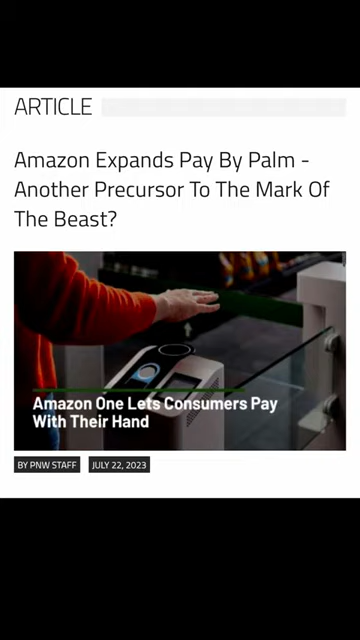 ARTICLE
Amazon Expands Pay By Palm -
Another Precursor To The Mark Of
The Beast?
Amazon One Lets Consumers Pay
With Their Hand
BY PNW STAFF JULY 22, 2023